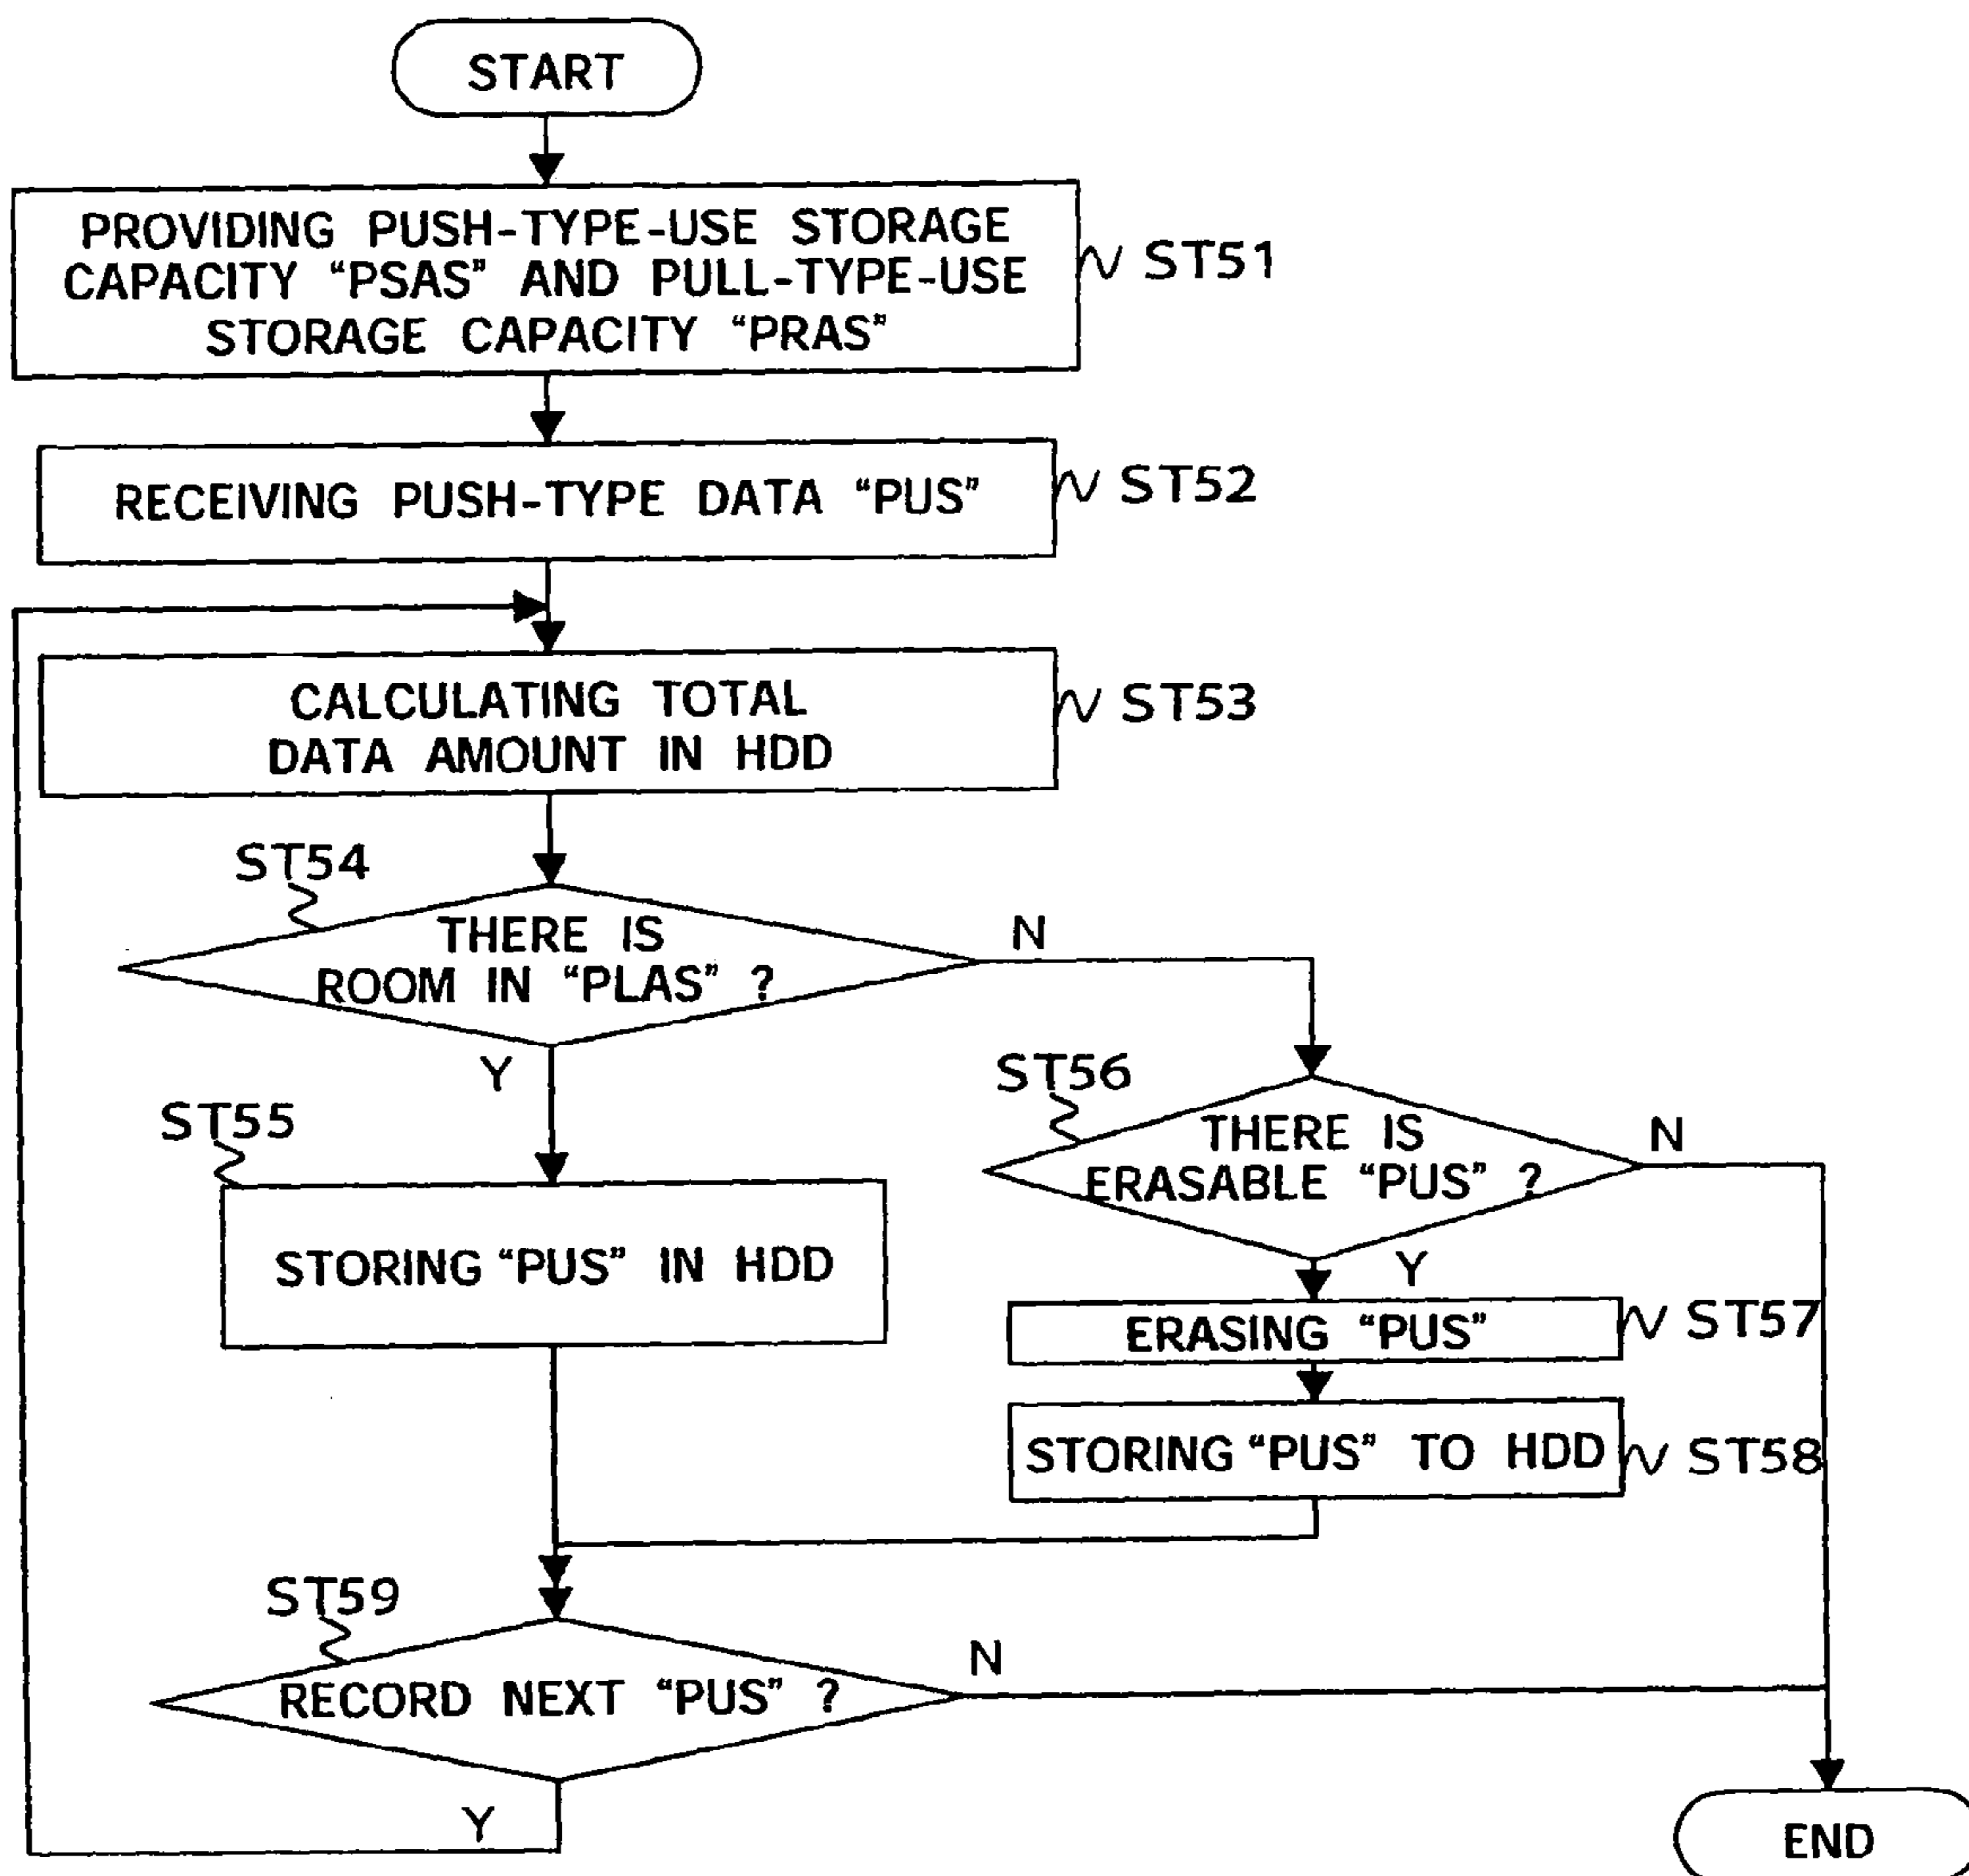 START
PROVIDING PUSH-TYPE-USE STORAGE
CAPACITY “PSAS” AND PULL-TYPE-USE
STORAGE CAPACITY “PRAS”
ST51
RECEIVING PUSH-TYPE DATA “PUS”
ST52
CALCULATING TOTAL
DATA AMOUNT IN HDD
ST53
ST54
THERE IS
ROOM IN “PLAS” ?
N
Y
ST55
STORING “PUS” IN HDD
ST56
THERE IS
ERASABLE “PUS” ?
N
Y
ERASING “PUS”
ST57
STORING “PUS” TO HDD
ST58
ST59
RECORD NEXT “PUS” ?
N
Y
END